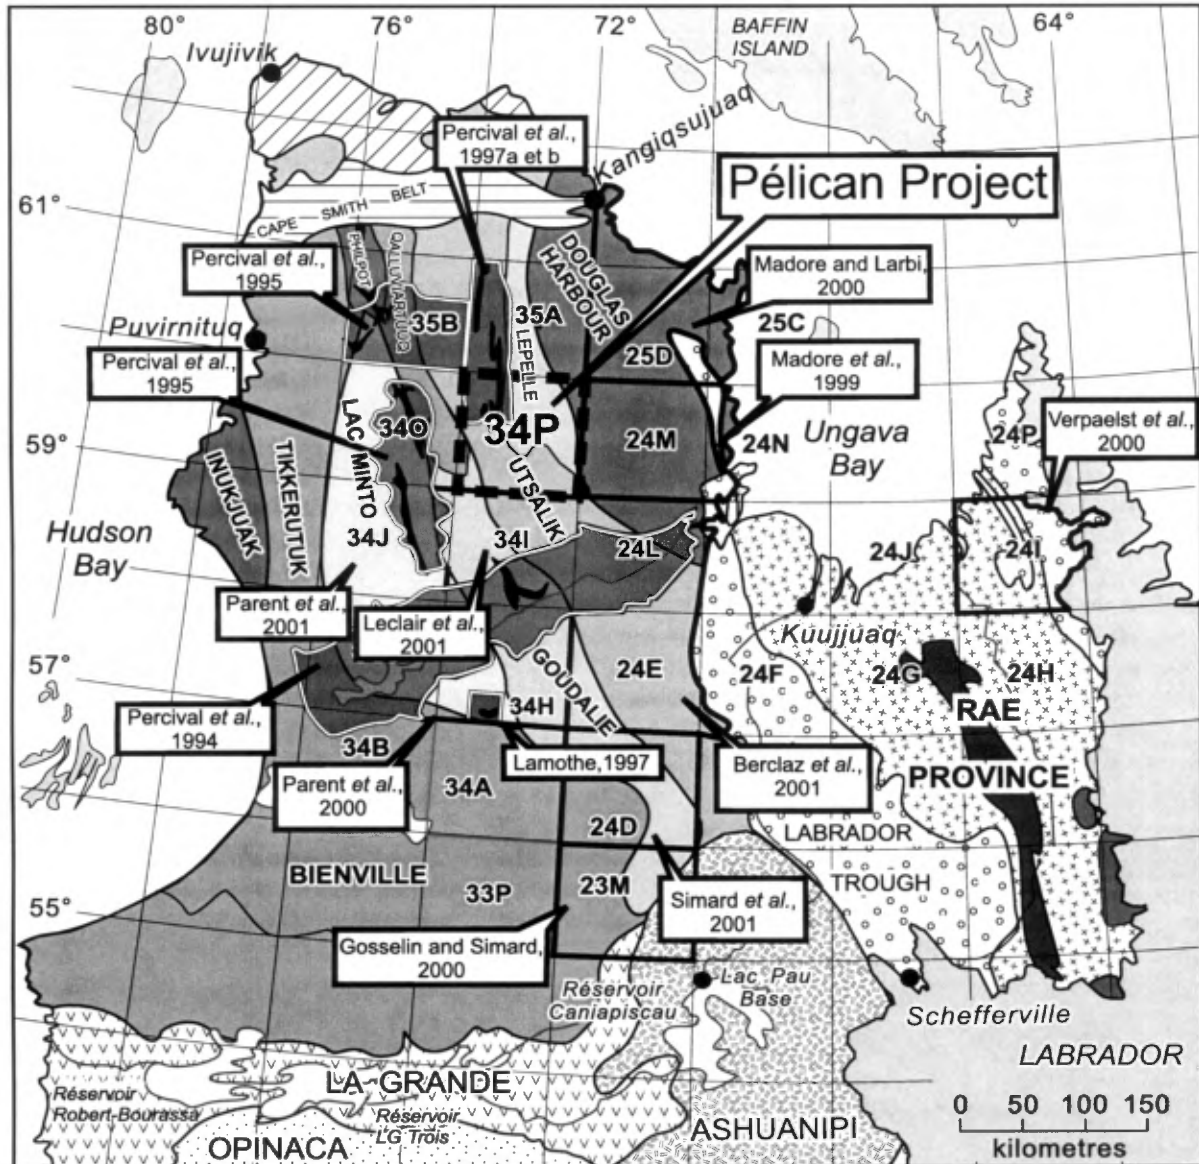 80°
76°
72°
64°
BAFFIN
ISLAND
Ivujivik
Kangiqsujuaq
Percival et al.,
1997a et b
Pélican Project
61°
CAPE SMITH BELT
PHILPOT
QALLUVIARTUUQ
DOUGLAS
HARBOUR
Percival et al.,
1995
Madore and Larbi,
2000
Puvirnituq
35B
35A
25C
LEPELLE
25D
Percival et al.,
1995
Madore et al.,
1999
Verpaelst et al.,
2000
LAC MINTO
34O
34P
24M
24N
Ungava
Bay
24P
59°
INUKJUAK
TIKKERUTUK
UTSALIK
Hudson
Bay
34J
34I
24L
24J
24I
Parent et al.,
2001
Leclair et al.,
2001
Kuujjuaq
57°
GOUDALIE
24E
24F
24G
24H
RAE
PROVINCE
Percival et al.,
1994
34H
34B
Lamothe,1997
Berclaz et al.,
2001
Parent et al.,
2000
34A
24D
LABRADOR
TROUGH
BIENVILLE
33P
23M
Simard et al.,
2001
55°
Gosselin and Simard,
2000
Réservoir
Caniapiscau
Lac Pau
Base
Schefferville
LABRADOR
LA-GRANDE
Réservoir
Robert-Bourassa
Réservoir
LG Trois
OPINACA
ASHUANIPI
0 50 100 150
kilometres